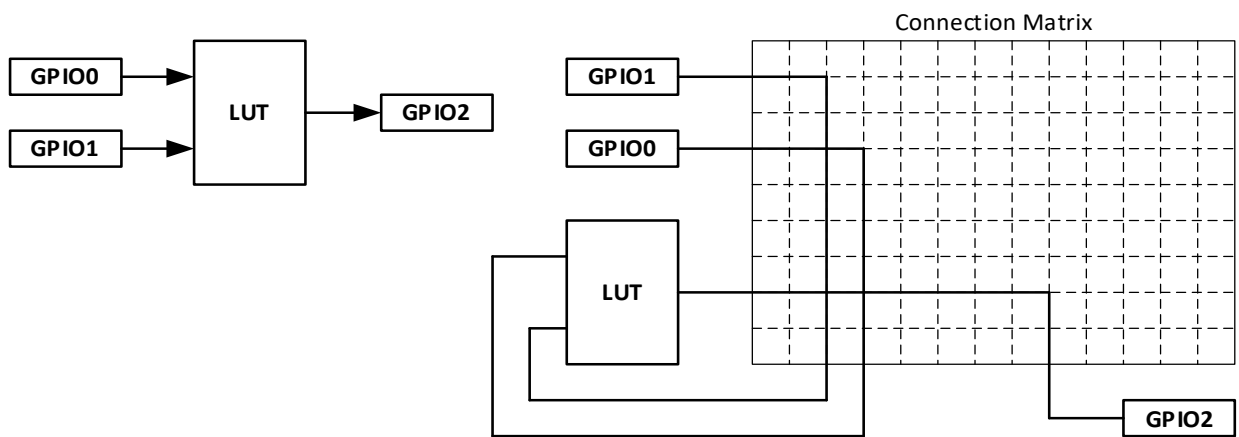 GPIO0
GPIO1
LUT
GPIO2
Connection Matrix
GPIO1
GPIO0
LUT
GPIO2